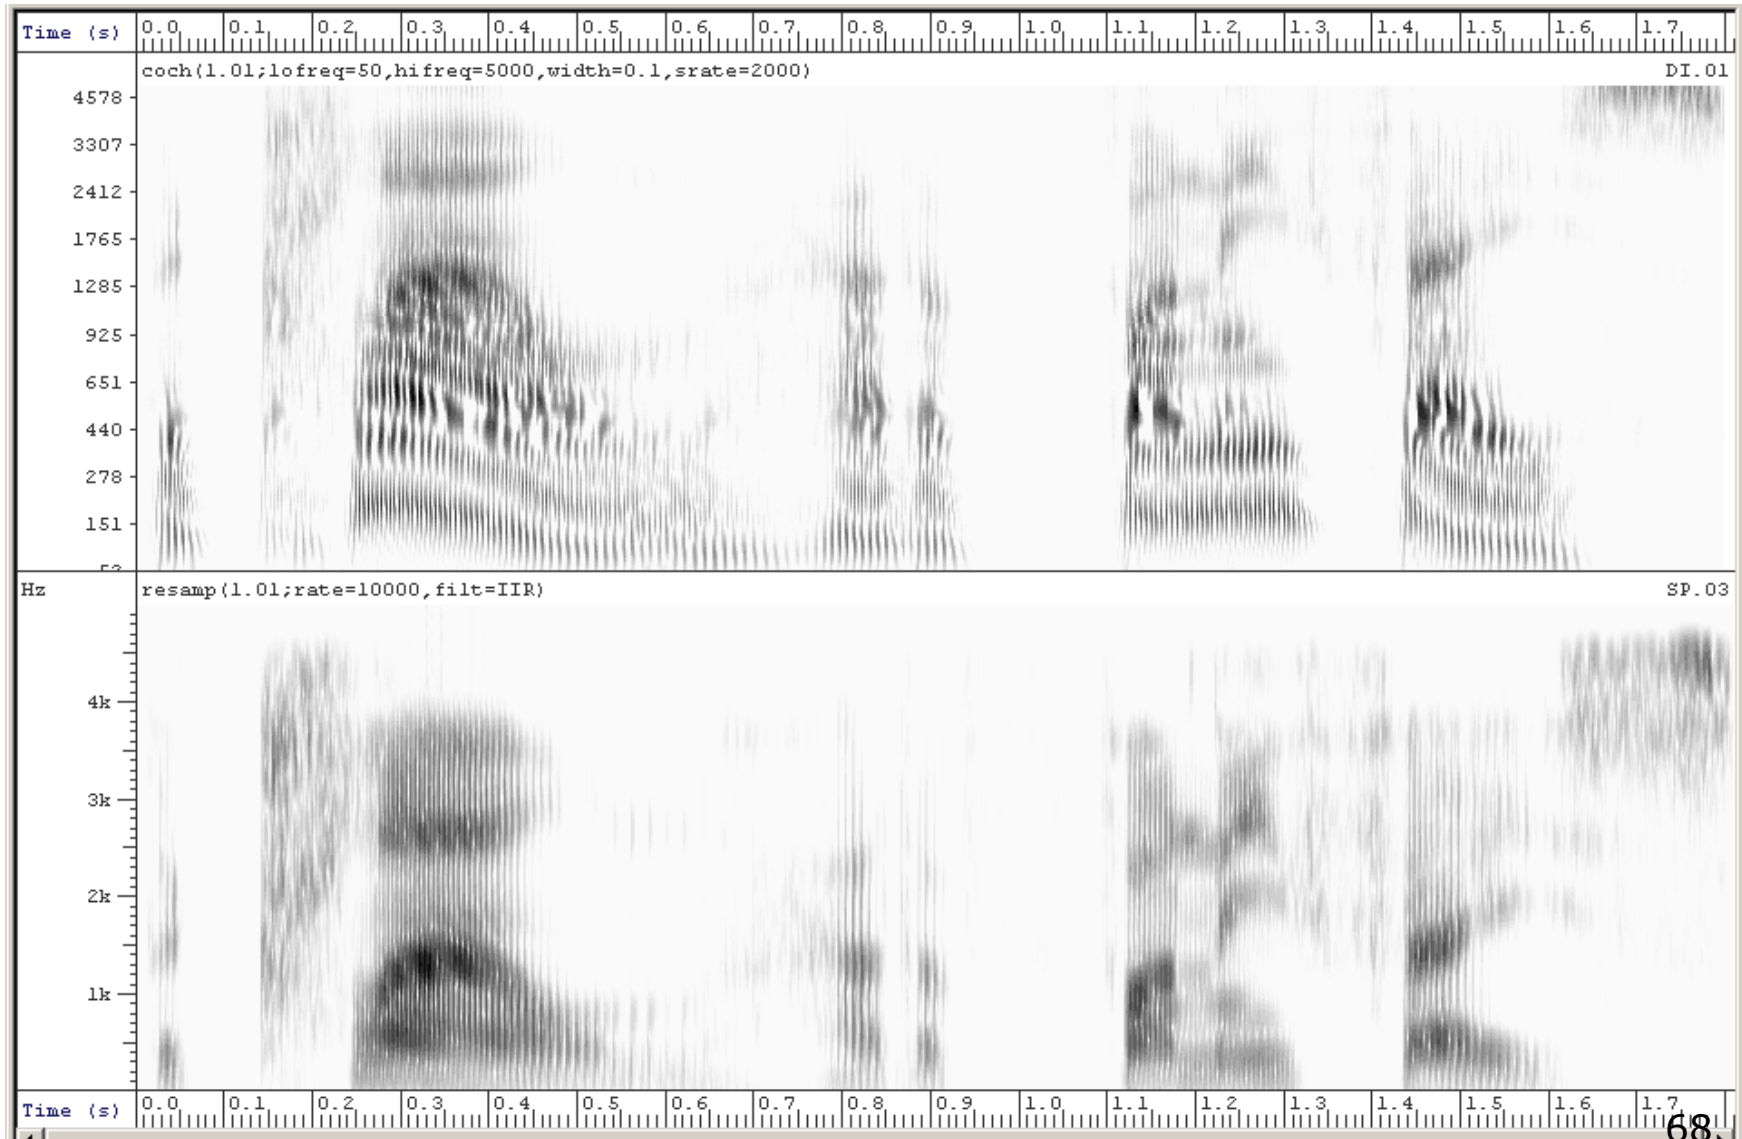 Time (s) 0.0 0.1 0.2 0.3 0.4 0.5 0.6 0.7 0.8 0.9 1.0 1.1 1.2 1.3 1.4 1.5 1.6 1.7
coch(1.01;lofreq=50,hifreq=5000,width=0.1,srate=2000) DI.01
4578
3307
2412
1765
1285
925
651
440
278
151
Hz resamp(1.01;rate=10000,filt=IIR) SP.03
4k
3k
2k
1k
Time (s) 0.0 0.1 0.2 0.3 0.4 0.5 0.6 0.7 0.8 0.9 1.0 1.1 1.2 1.3 1.4 1.5 1.6 1.7
68